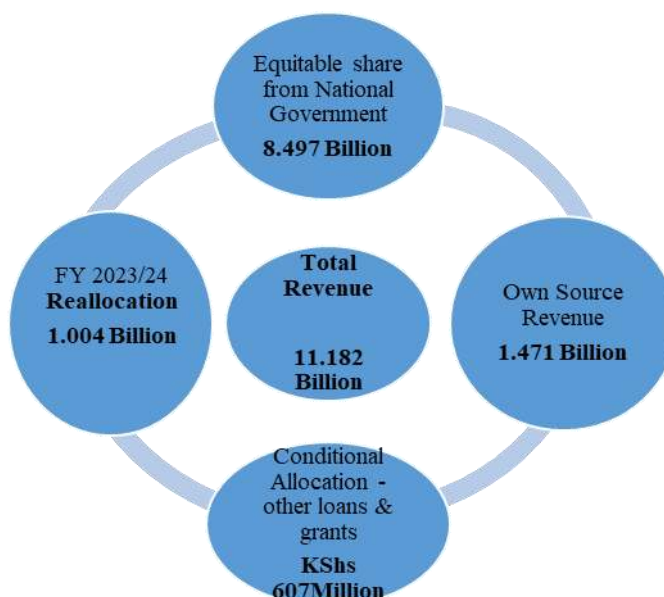 Equitable share
from National
Government
8.497 Billion
FY 2023/24
Reallocation
1.004 Billion
Total
Revenue
11.182
Billion
Own Source
Revenue
1.471 Billion
Conditional
Allocation -
other loans &
grants
KShs
607Million